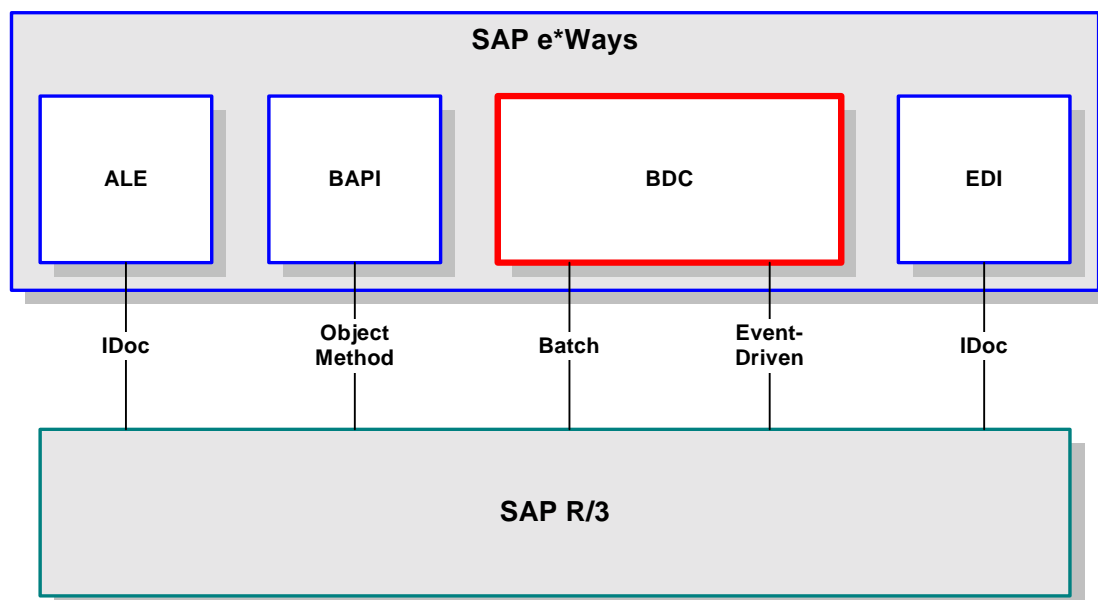 SAP e*Ways
ALE
BAPI
BDC
EDI
IDoc
Object
Method
Batch
Event-
Driven
IDoc
SAP R/3